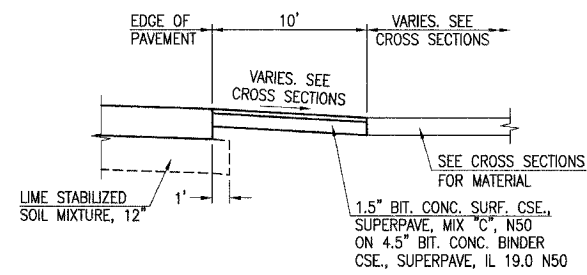 EDGE OF
PAVEMENT
10'
VARIES. SEE
CROSS SECTIONS
VARIES. SEE
CROSS SECTIONS
LIME STABILIZED
SOIL MIXTURE, 12"
1'
SEE CROSS SECTIONS
FOR MATERIAL
1.5" BIT. CONC. SURF. CSE.,
SUPERPAVE, MIX "C", N50
ON 4.5" BIT. CONC. BINDER
CSE., SUPERPAVE, IL 19.0 N50